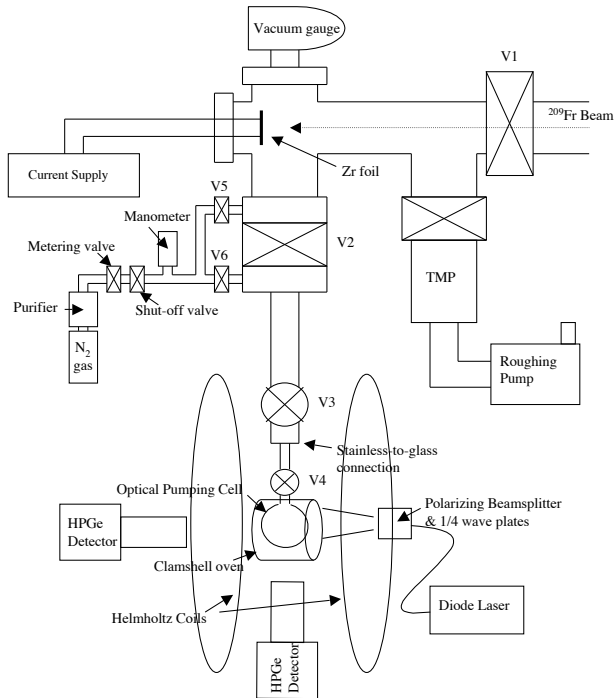 Vacuum gauge
V1
²⁰⁹Fr Beam
Current Supply
Zr foil
V5
Manometer
V2
Metering valve
V6
TMP
Purifier
Shut-off valve
N₂
gas
Roughing
Pump
V3
Stainless-to-glass
connection
V4
Optical Pumping Cell
HPGe
Detector
Polarizing Beamsplitter
& 1/4 wave plates
Clamshell oven
Helmholtz Coils
Diode Laser
HPGe
Detector